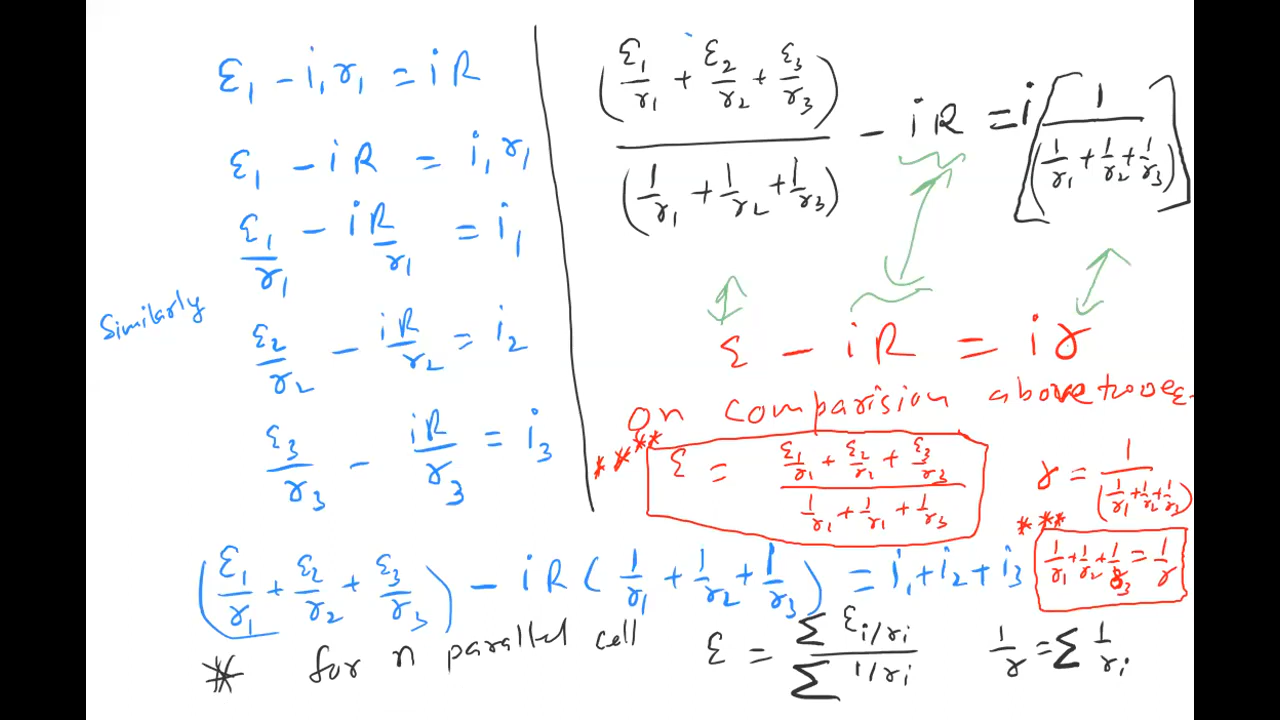 ε₁ - i₁r₁ = iR
ε₁ - iR = i₁r₁
ε₁/r₁ - iR/r₁ = i₁
Similarly
ε₂/r₂ - iR/r₂ = i₂
ε₃/r₃ - iR/r₃ = i₃
(ε₁/r₁ + ε₂/r₂ + ε₃/r₃) - iR (1/r₁ + 1/r₂ + 1/r₃) = i₁ + i₂ + i₃
(ε₁/r₁ + ε₂/r₂ + ε₃/r₃) / (1/r₁ + 1/r₂ + 1/r₃) - iR = i [1 / (1/r₁ + 1/r₂ + 1/r₃)]
ε - iR = ir
on comparision above two
**** ε = (ε₁/r₁ + ε₂/r₂ + ε₃/r₃) / (1/r₁ + 1/r₁ + 1/r₃)
r = 1 / (1/r₁ + 1/r₂ + 1/r₂)
*** 1/r₁ + 1/r₂ + 1/r₃ = 1/r
* for n parallel cell ε = Σ εi/ri / Σ 1/ri 1/r = Σ 1/ri